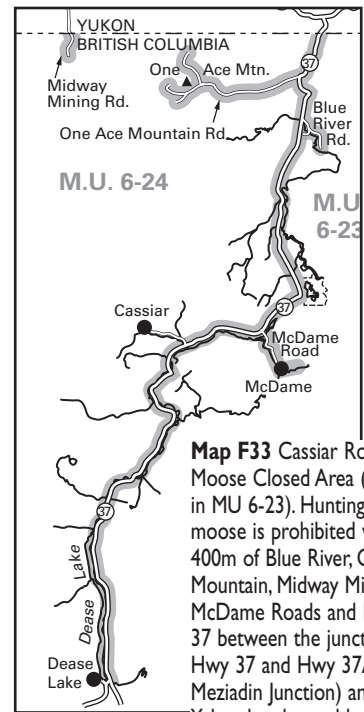 YUKON
BRITISH COLUMBIA
37
One Ace Mtn.
Midway
Mining Rd.
One Ace Mountain Rd.
Blue
River
Rd.
M.U. 6-24
M.U
6-23
Cassiar
37
McDame
Road
McDame
37
Dease Lake
Dease
Lake
Map F33 Cassiar Ro
Moose Closed Area (
in MU 6-23). Hunting
moose is prohibited
400m of Blue River,
Mountain, Midway Mi
McDame Roads and
37 between the junct
Hwy 37 and Hwy 37
Meziadin Junction) an